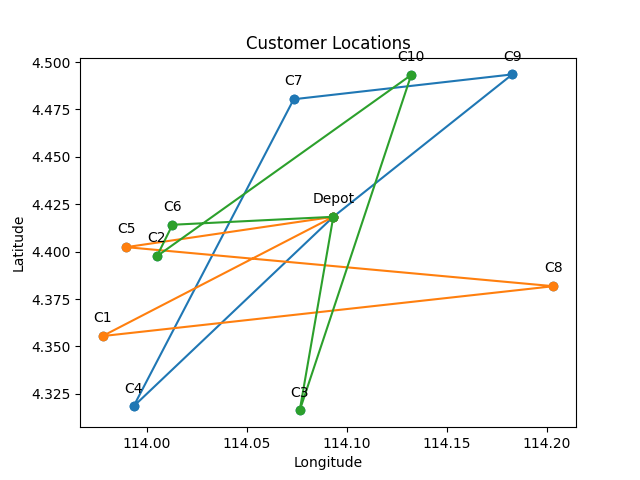 Customer Locations
C10
C9
C7
C6
Depot
C5
C2
C8
C1
C4
C3
4.500
4.475
4.450
4.425
4.400
4.375
4.350
4.325
Latitude
114.00
114.05
114.10
114.15
114.20
Longitude